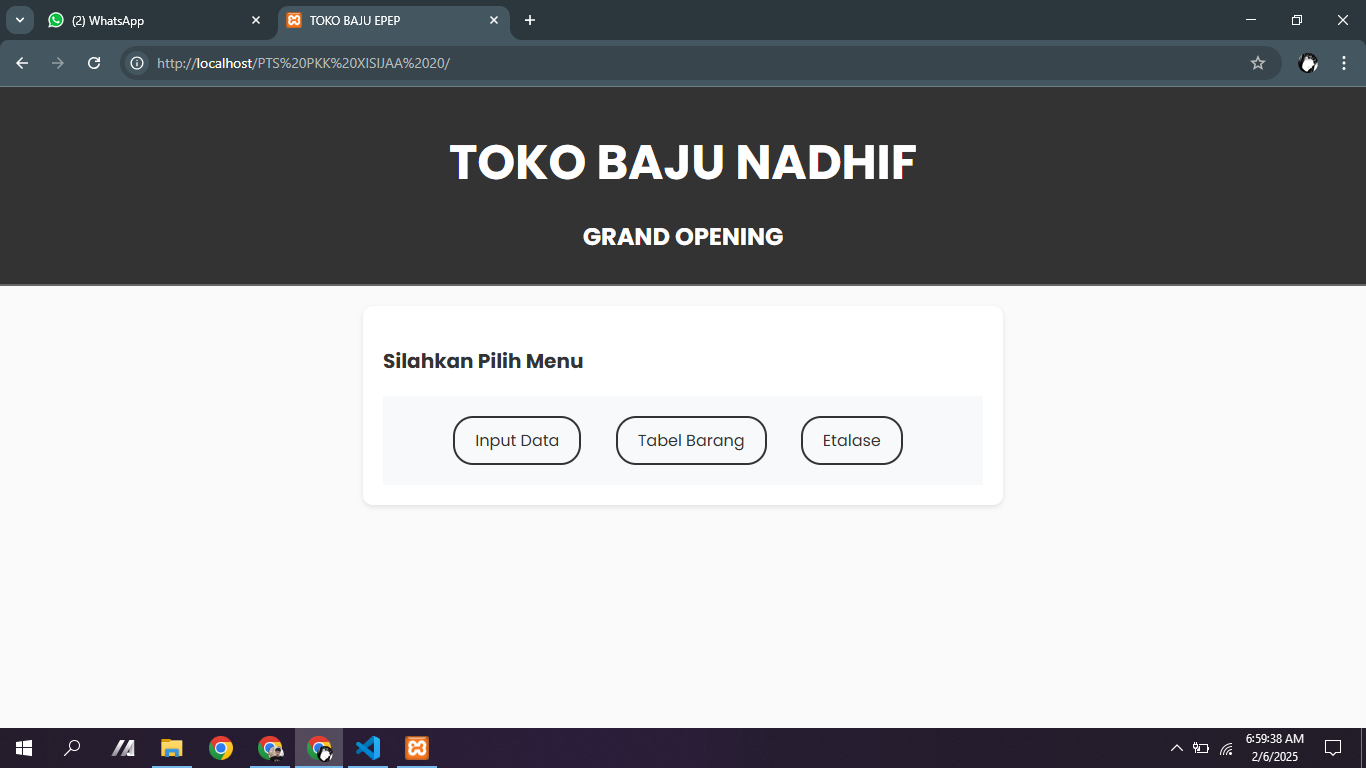 (2) WhatsApp
TOKO BAJU EPEP
http://localhost/PTS%20PKK%20XISIJAA%2020/
TOKO BAJU NADHIF
GRAND OPENING
Silahkan Pilih Menu
Input Data
Tabel Barang
Etalase
6:59:38 AM
2/6/2025